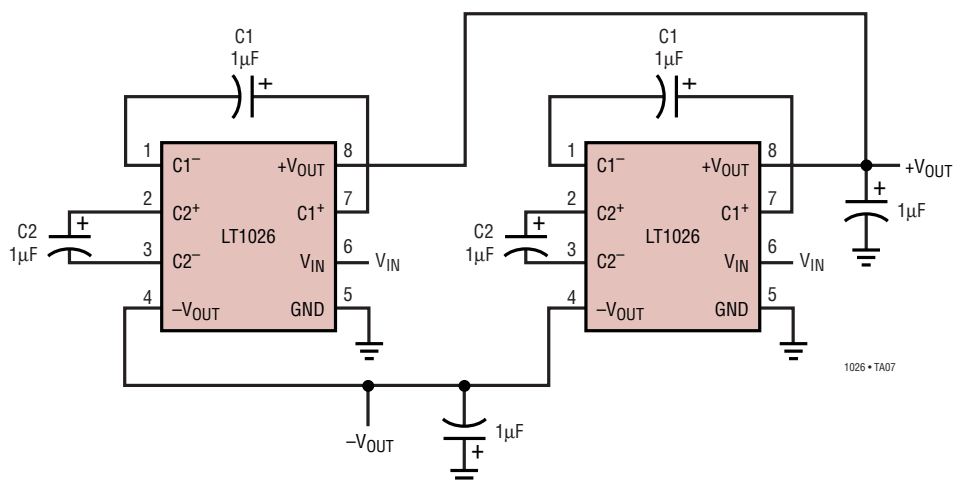 C1
1µF
+
1
C1–
+VOUT
8
2
C2+
C1+
7
+
C2
1µF
LT1026
3
C2–
VIN
6
VIN
4
–VOUT
GND
5
C1
1µF
+
1
C1–
+VOUT
8
+VOUT
2
C2+
C1+
7
+
1µF
+
C2
1µF
LT1026
3
C2–
VIN
6
VIN
4
–VOUT
GND
5
1026 • TA07
–VOUT
1µF
+